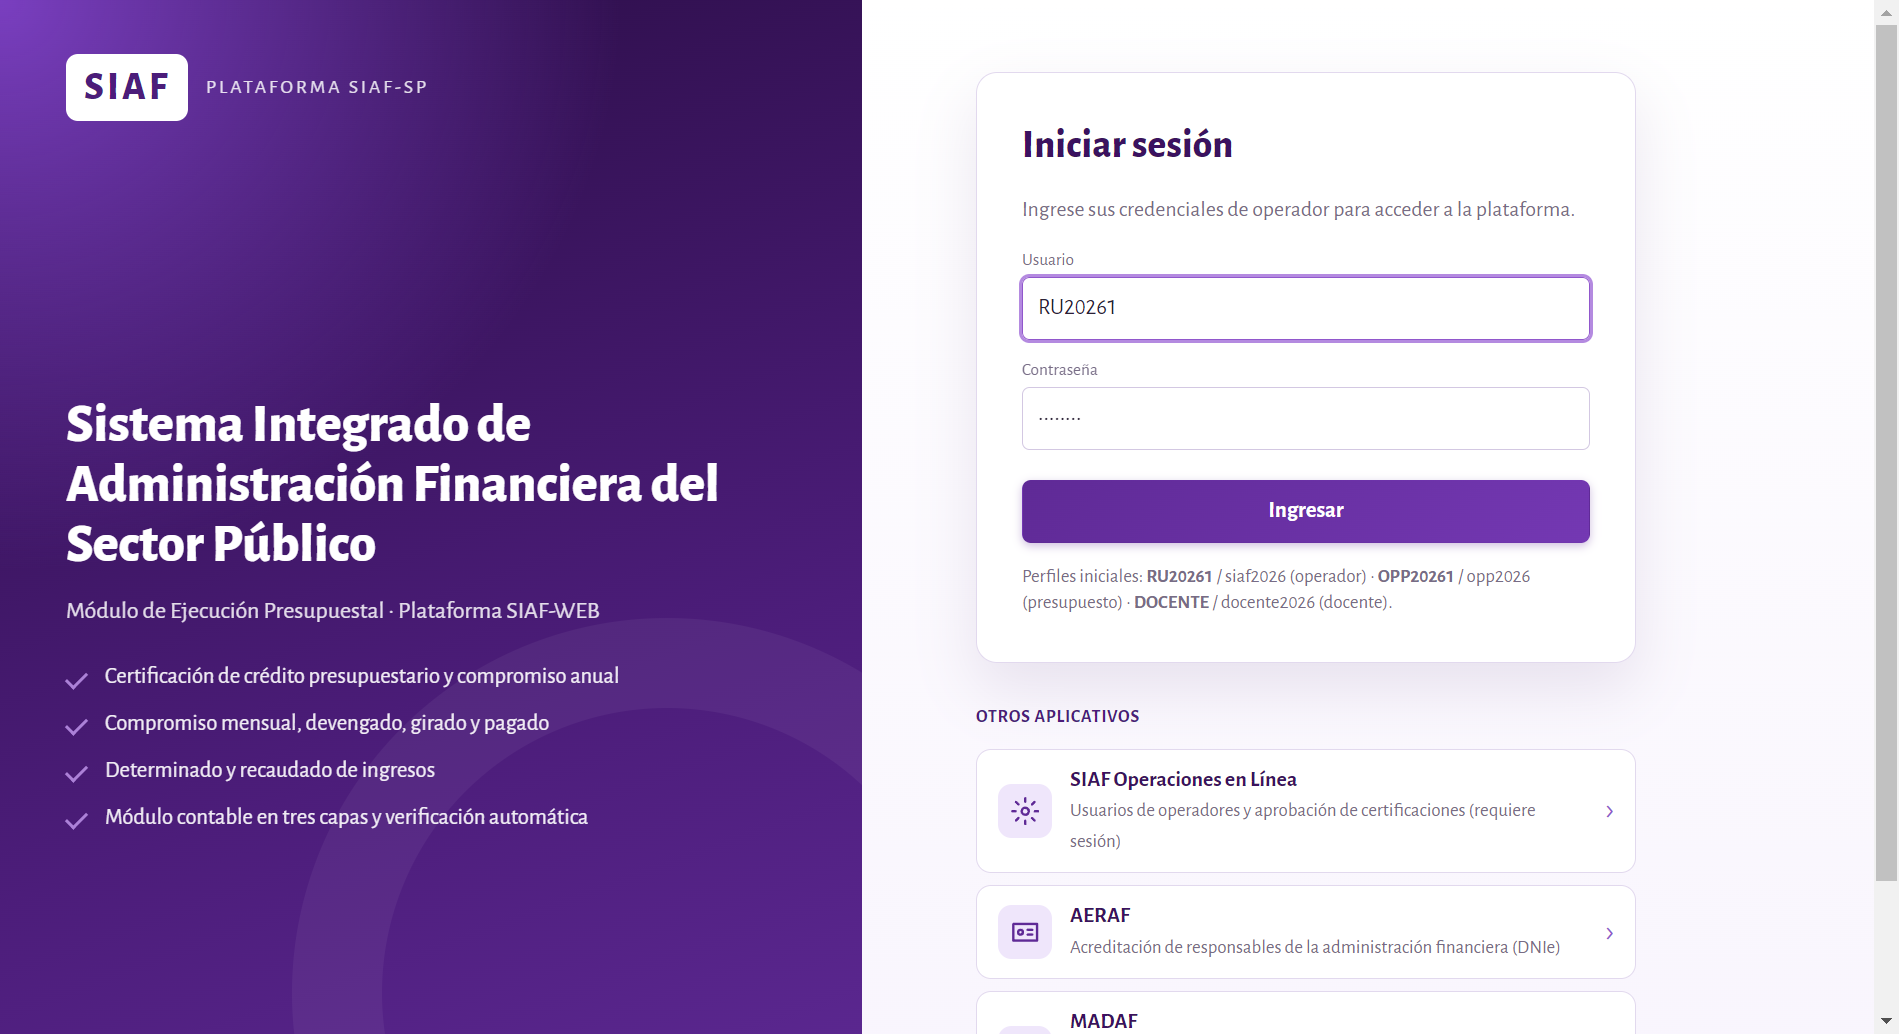 SIAF
PLATAFORMA SIAF-SP
Sistema Integrado de
Administración Financiera del
Sector Público
Módulo de Ejecución Presupuestal · Plataforma SIAF-WEB
Certificación de crédito presupuestario y compromiso anual
Compromiso mensual, devengado, girado y pagado
Determinado y recaudado de ingresos
Módulo contable en tres capas y verificación automática
Iniciar sesión
Ingrese sus credenciales de operador para acceder a la plataforma.
Usuario
RU20261
Contraseña
········
Ingresar
Perfiles iniciales: RU20261 / siaf2026 (operador) · OPP20261 / opp2026
(presupuesto) · DOCENTE / docente2026 (docente).
OTROS APLICATIVOS
SIAF Operaciones en Línea
Usuarios de operadores y aprobación de certificaciones (requiere
sesión)
AERAF
Acreditación de responsables de la administración financiera (DNIe)
MADAF